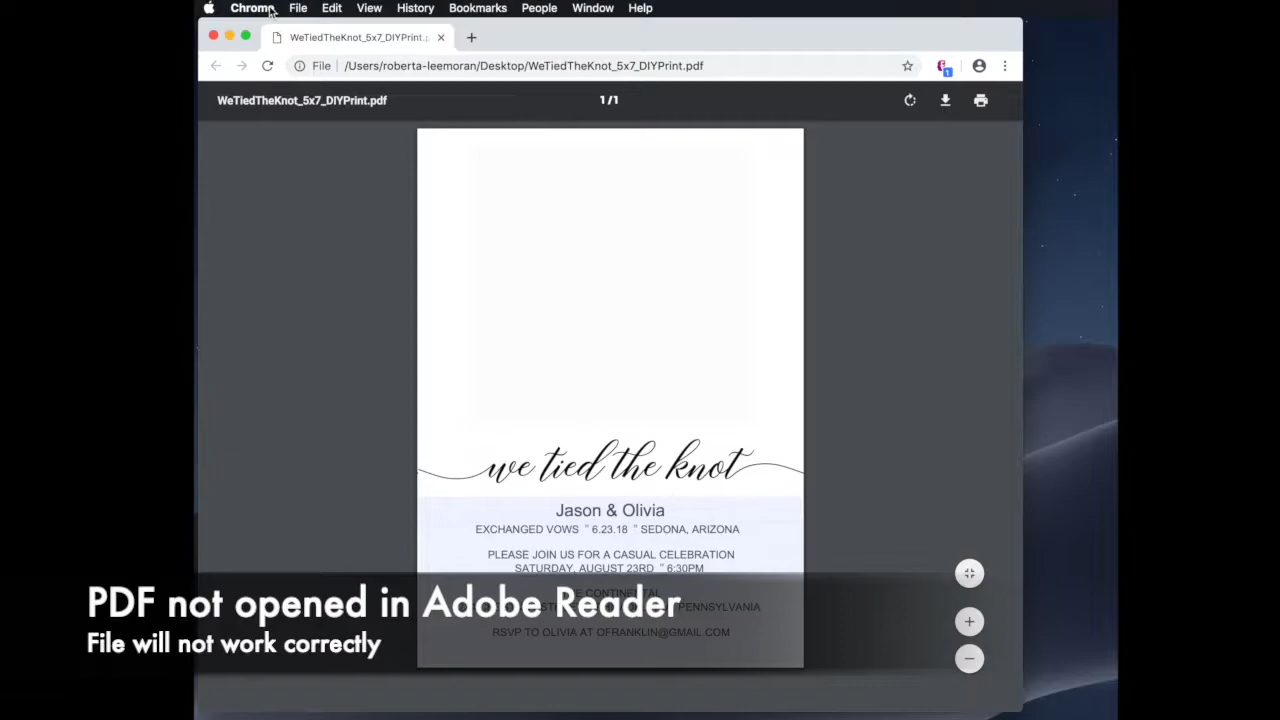 Chrome File Edit View History Bookmarks People Window Help
WeTiedTheKnot_5x7_DIYPrint.p
File /Users/roberta-leemoran/Desktop/WeTiedTheKnot_5x7_DIYPrint.pdf
1
WeTiedTheKnot_5x7_DIYPrint.pdf 1/1
we tied the knot
Jason & Olivia
EXCHANGED VOWS " 6.23.18 " SEDONA, ARIZONA
PLEASE JOIN US FOR A CASUAL CELEBRATION
SATURDAY, AUGUST 23RD " 6:30PM
CONTINENTAL
PENNSYLVANIA
RSVP TO OLIVIA AT OFRANKLIN@GMAIL.COM
PDF not opened in Adobe Reader
File will not work correctly